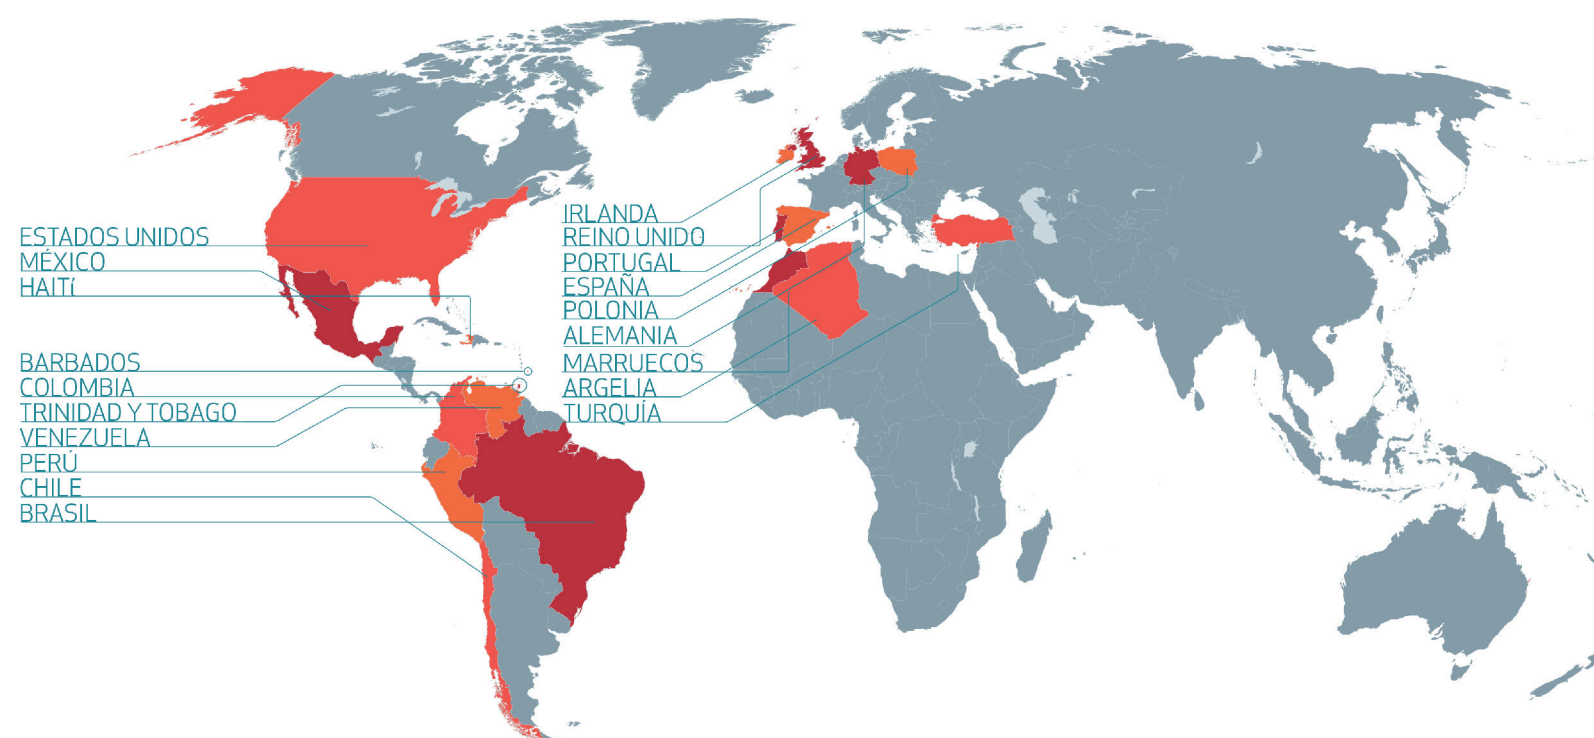 ESTADOS UNIDOS
MÉXICO
HAITí
BARBADOS
COLOMBIA
TRINIDAD Y TOBAGO
VENEZUELA
PERÚ
CHILE
BRASIL
IRLANDA
REINO UNIDO
PORTUGAL
ESPAÑA
POLONIA
ALEMANIA
MARRUECOS
ARGELIA
TURQUÍA